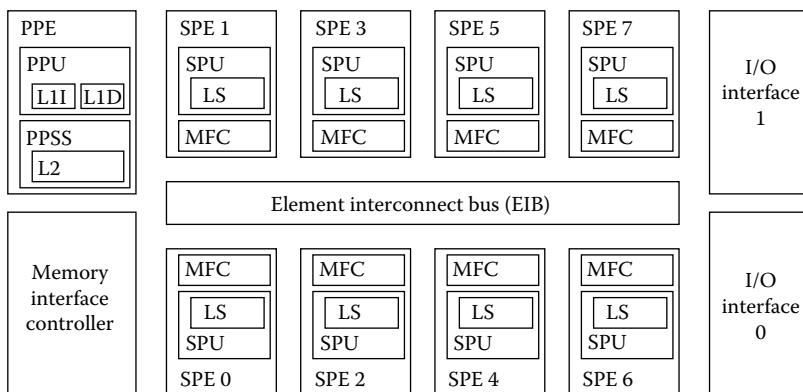 PPE
PPU
L1I L1D
PPSS
L2
SPE 1
SPU
LS
MFC
SPE 3
SPU
LS
MFC
SPE 5
SPU
LS
MFC
SPE 7
SPU
LS
MFC
I/O
interface
1
Element interconnect bus (EIB)
Memory
interface
controller
MFC
LS
SPU
SPE 0
MFC
LS
SPU
SPE 2
MFC
LS
SPU
SPE 4
MFC
LS
SPU
SPE 6
I/O
interface
0